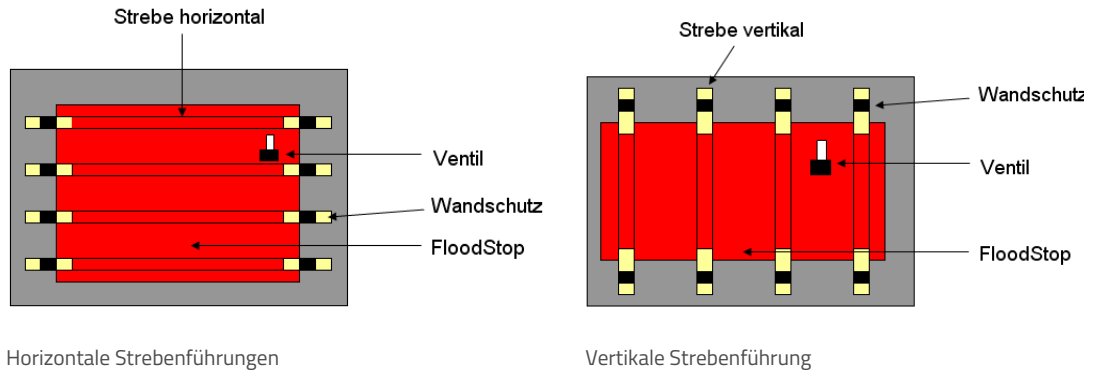 Strebe horizontal
Ventil
Wandschutz
FloodStop
Horizontale Strebenführungen
Strebe vertikal
Wandschutz
Ventil
FloodStop
Vertikale Strebenführung